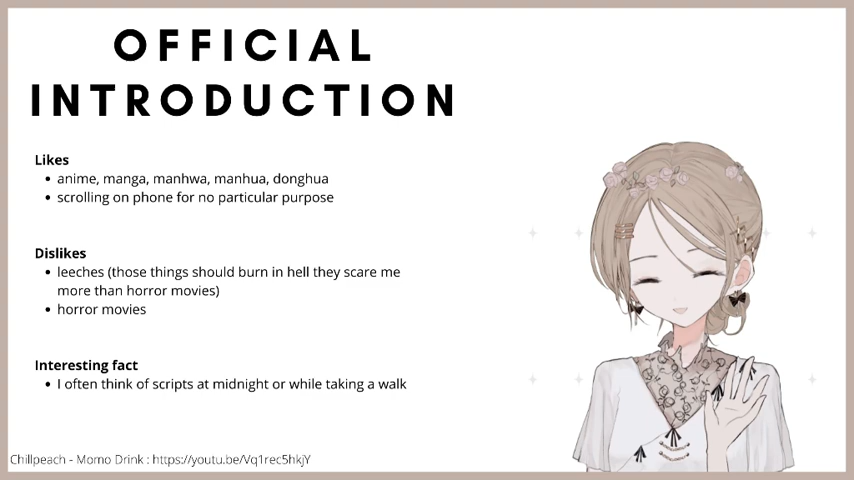 OFFICIAL
INTRODUCTION
Likes
• anime, manga, manhwa, manhua, donghua
• scrolling on phone for no particular purpose
Dislikes
• leeches (those things should burn in hell they scare me
more than horror movies)
• horror movies
Interesting fact
• I often think of scripts at midnight or while taking a walk
Chillpeach - Morno Drink : https://youtu.be/Vq1rec5hkjY